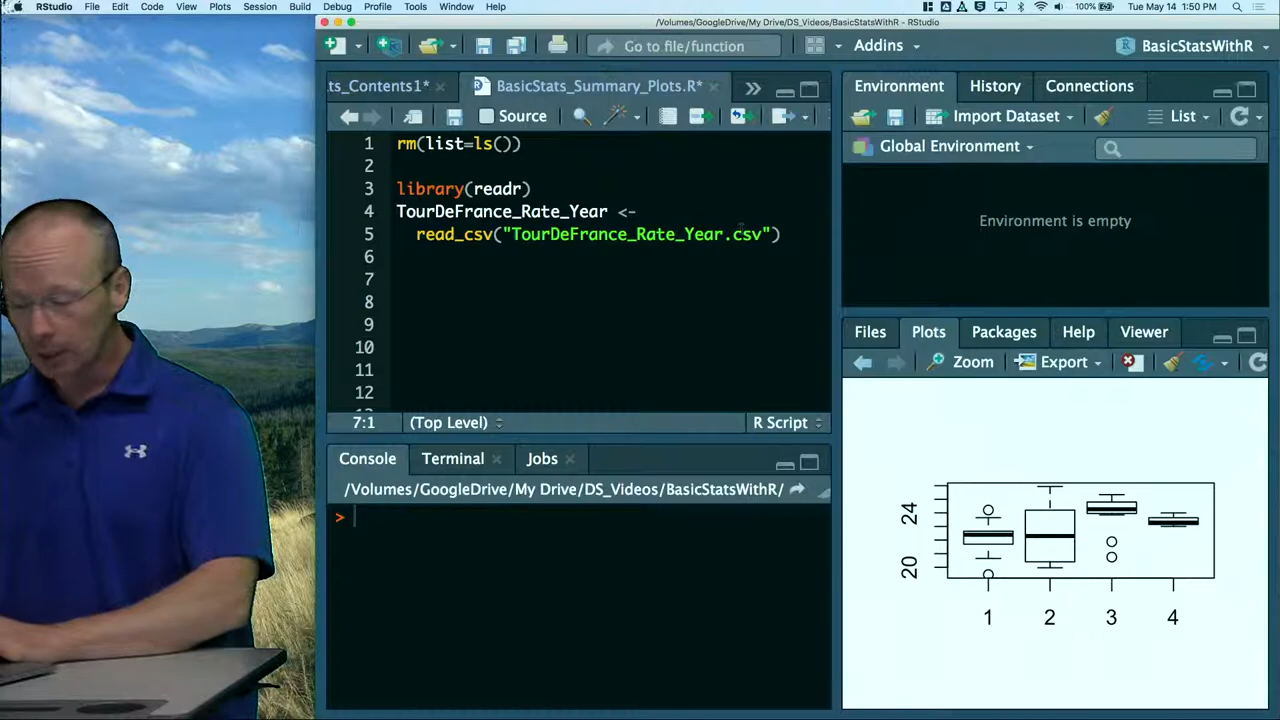 RStudio File Edit Code View Plots Session Build Debug Profile Tools Window Help 100% Tue May 14 1:50 PM
/Volumes/GoogleDrive/My Drive/DS_Videos/BasicStatsWithR - RStudio
Go to file/function Addins BasicStatsWithR
ts_Contents1* BasicStats_Summary_Plots.R*
Source
1 rm(list=ls())
2
3 library(readr)
4 TourDeFrance_Rate_Year <-
5 read_csv("TourDeFrance_Rate_Year.csv")
6
7
8
9
10
11
12
7:1 (Top Level) R Script
Console Terminal Jobs
/Volumes/GoogleDrive/My Drive/DS_Videos/BasicStatsWithR/
>
Environment History Connections
Import Dataset List
Global Environment
Environment is empty
Files Plots Packages Help Viewer
Zoom Export
24
20
1 2 3 4